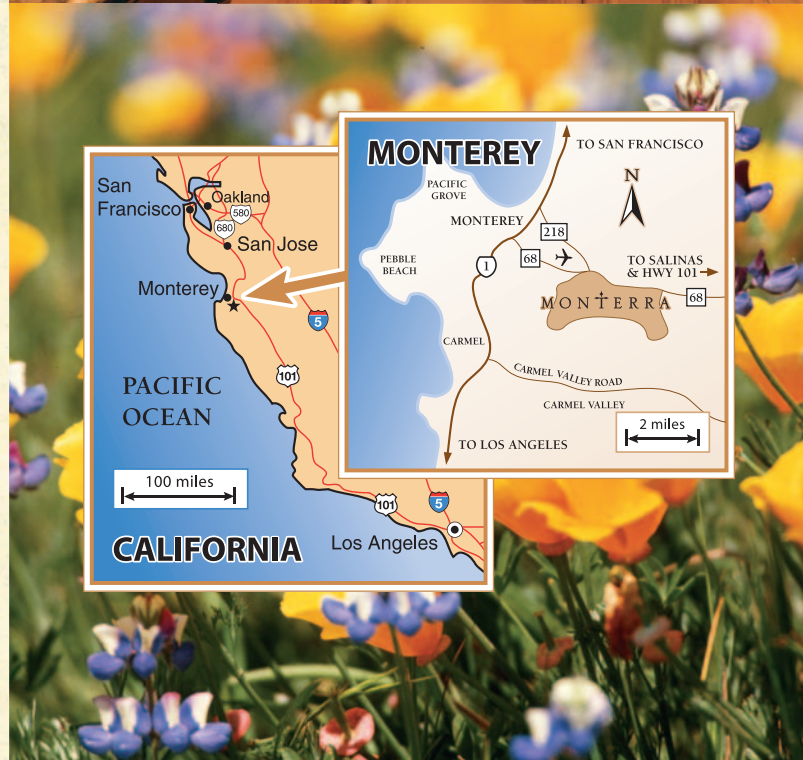 San
Francisco
Oakland
580
680
San Jose
Monterey
5
101
PACIFIC
OCEAN
100 miles
101
5
Los Angeles
CALIFORNIA
MONTEREY
TO SAN FRANCISCO
PACIFIC
GROVE
N
MONTEREY
218
PEBBLE
BEACH
1
68
TO SALINAS
& HWY 101
MONTERRA
68
CARMEL
CARMEL VALLEY ROAD
CARMEL VALLEY
2 miles
TO LOS ANGELES